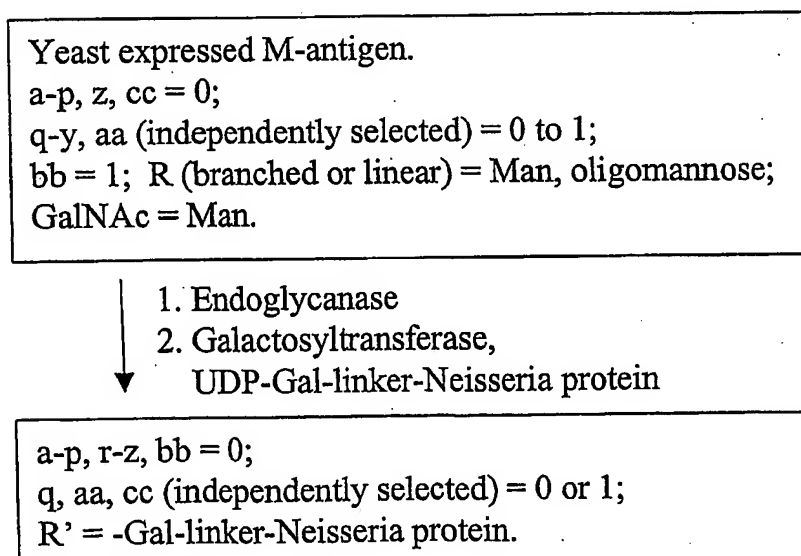 Yeast expressed M-antigen.
a-p, z, cc = 0;
q-y, aa (independently selected) = 0 to 1;
bb = 1; R (branched or linear) = Man, oligomannose;
GalNAc = Man.
1. Endoglycanase
2. Galactosyltransferase,
UDP-Gal-linker-Neisseria protein
a-p, r-z, bb = 0;
q, aa, cc (independently selected) = 0 or 1;
R' = -Gal-linker-Neisseria protein.